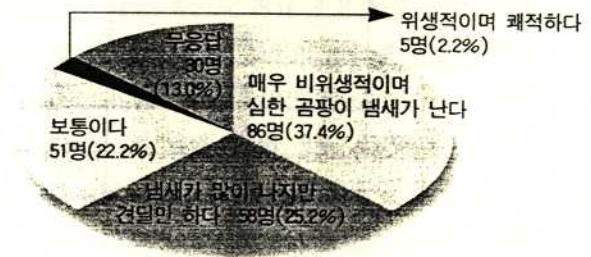 위생적이며 쾌적하다
5명(2.2%)
무응답
30명
(13.0%)
매우 비위생적이며
심한 곰팡이 냄새가 난다
86명(37.4%)
보통이다
51명(22.2%)
냄새가 많이 나지만
견딜만 하다 58명(25.2%)